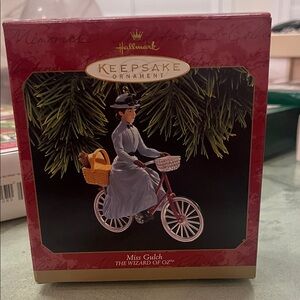 Hallmark
KEEPSAKE
ORNAMENT
Miss Gulch
THE WIZARD OF OZ™